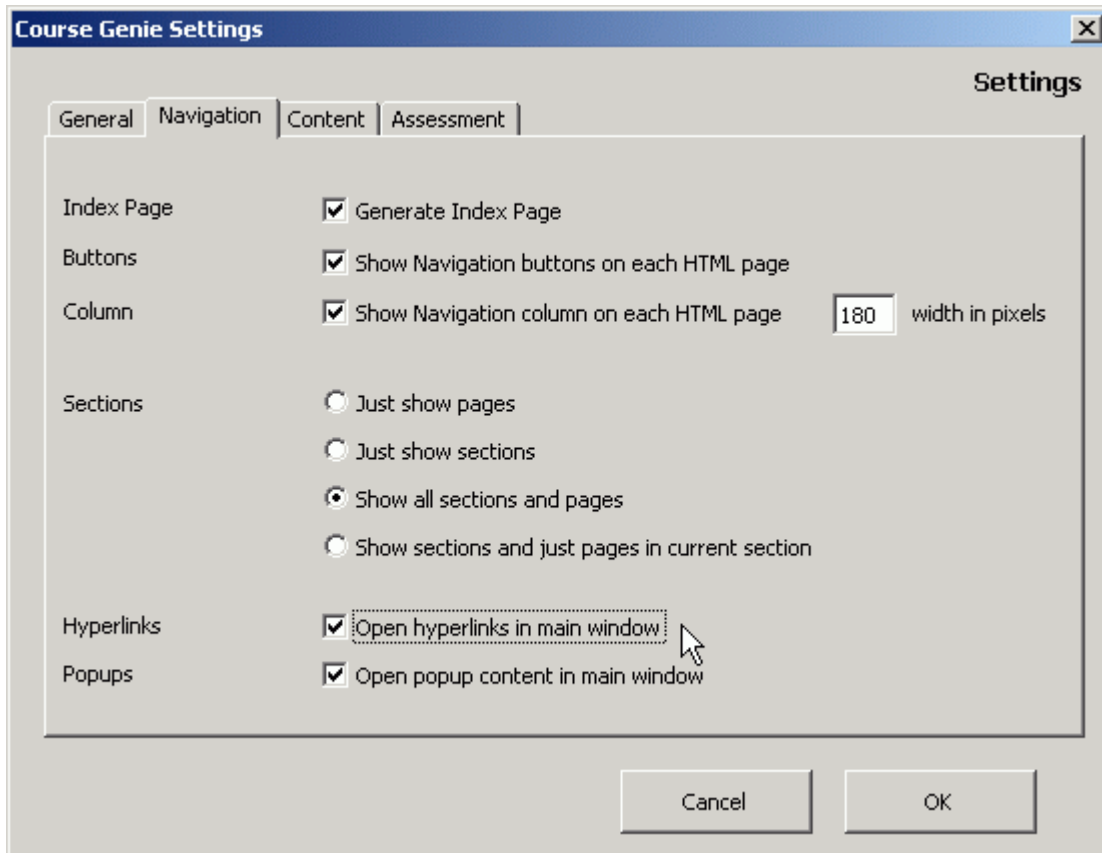 Course Genie Settings
Settings
General Navigation Content Assessment
Index Page Generate Index Page
Buttons Show Navigation buttons on each HTML page
Column Show Navigation column on each HTML page 180 width in pixels
Sections Just show pages
Just show sections
Show all sections and pages
Show sections and just pages in current section
Hyperlinks Open hyperlinks in main window
Popups Open popup content in main window
Cancel OK